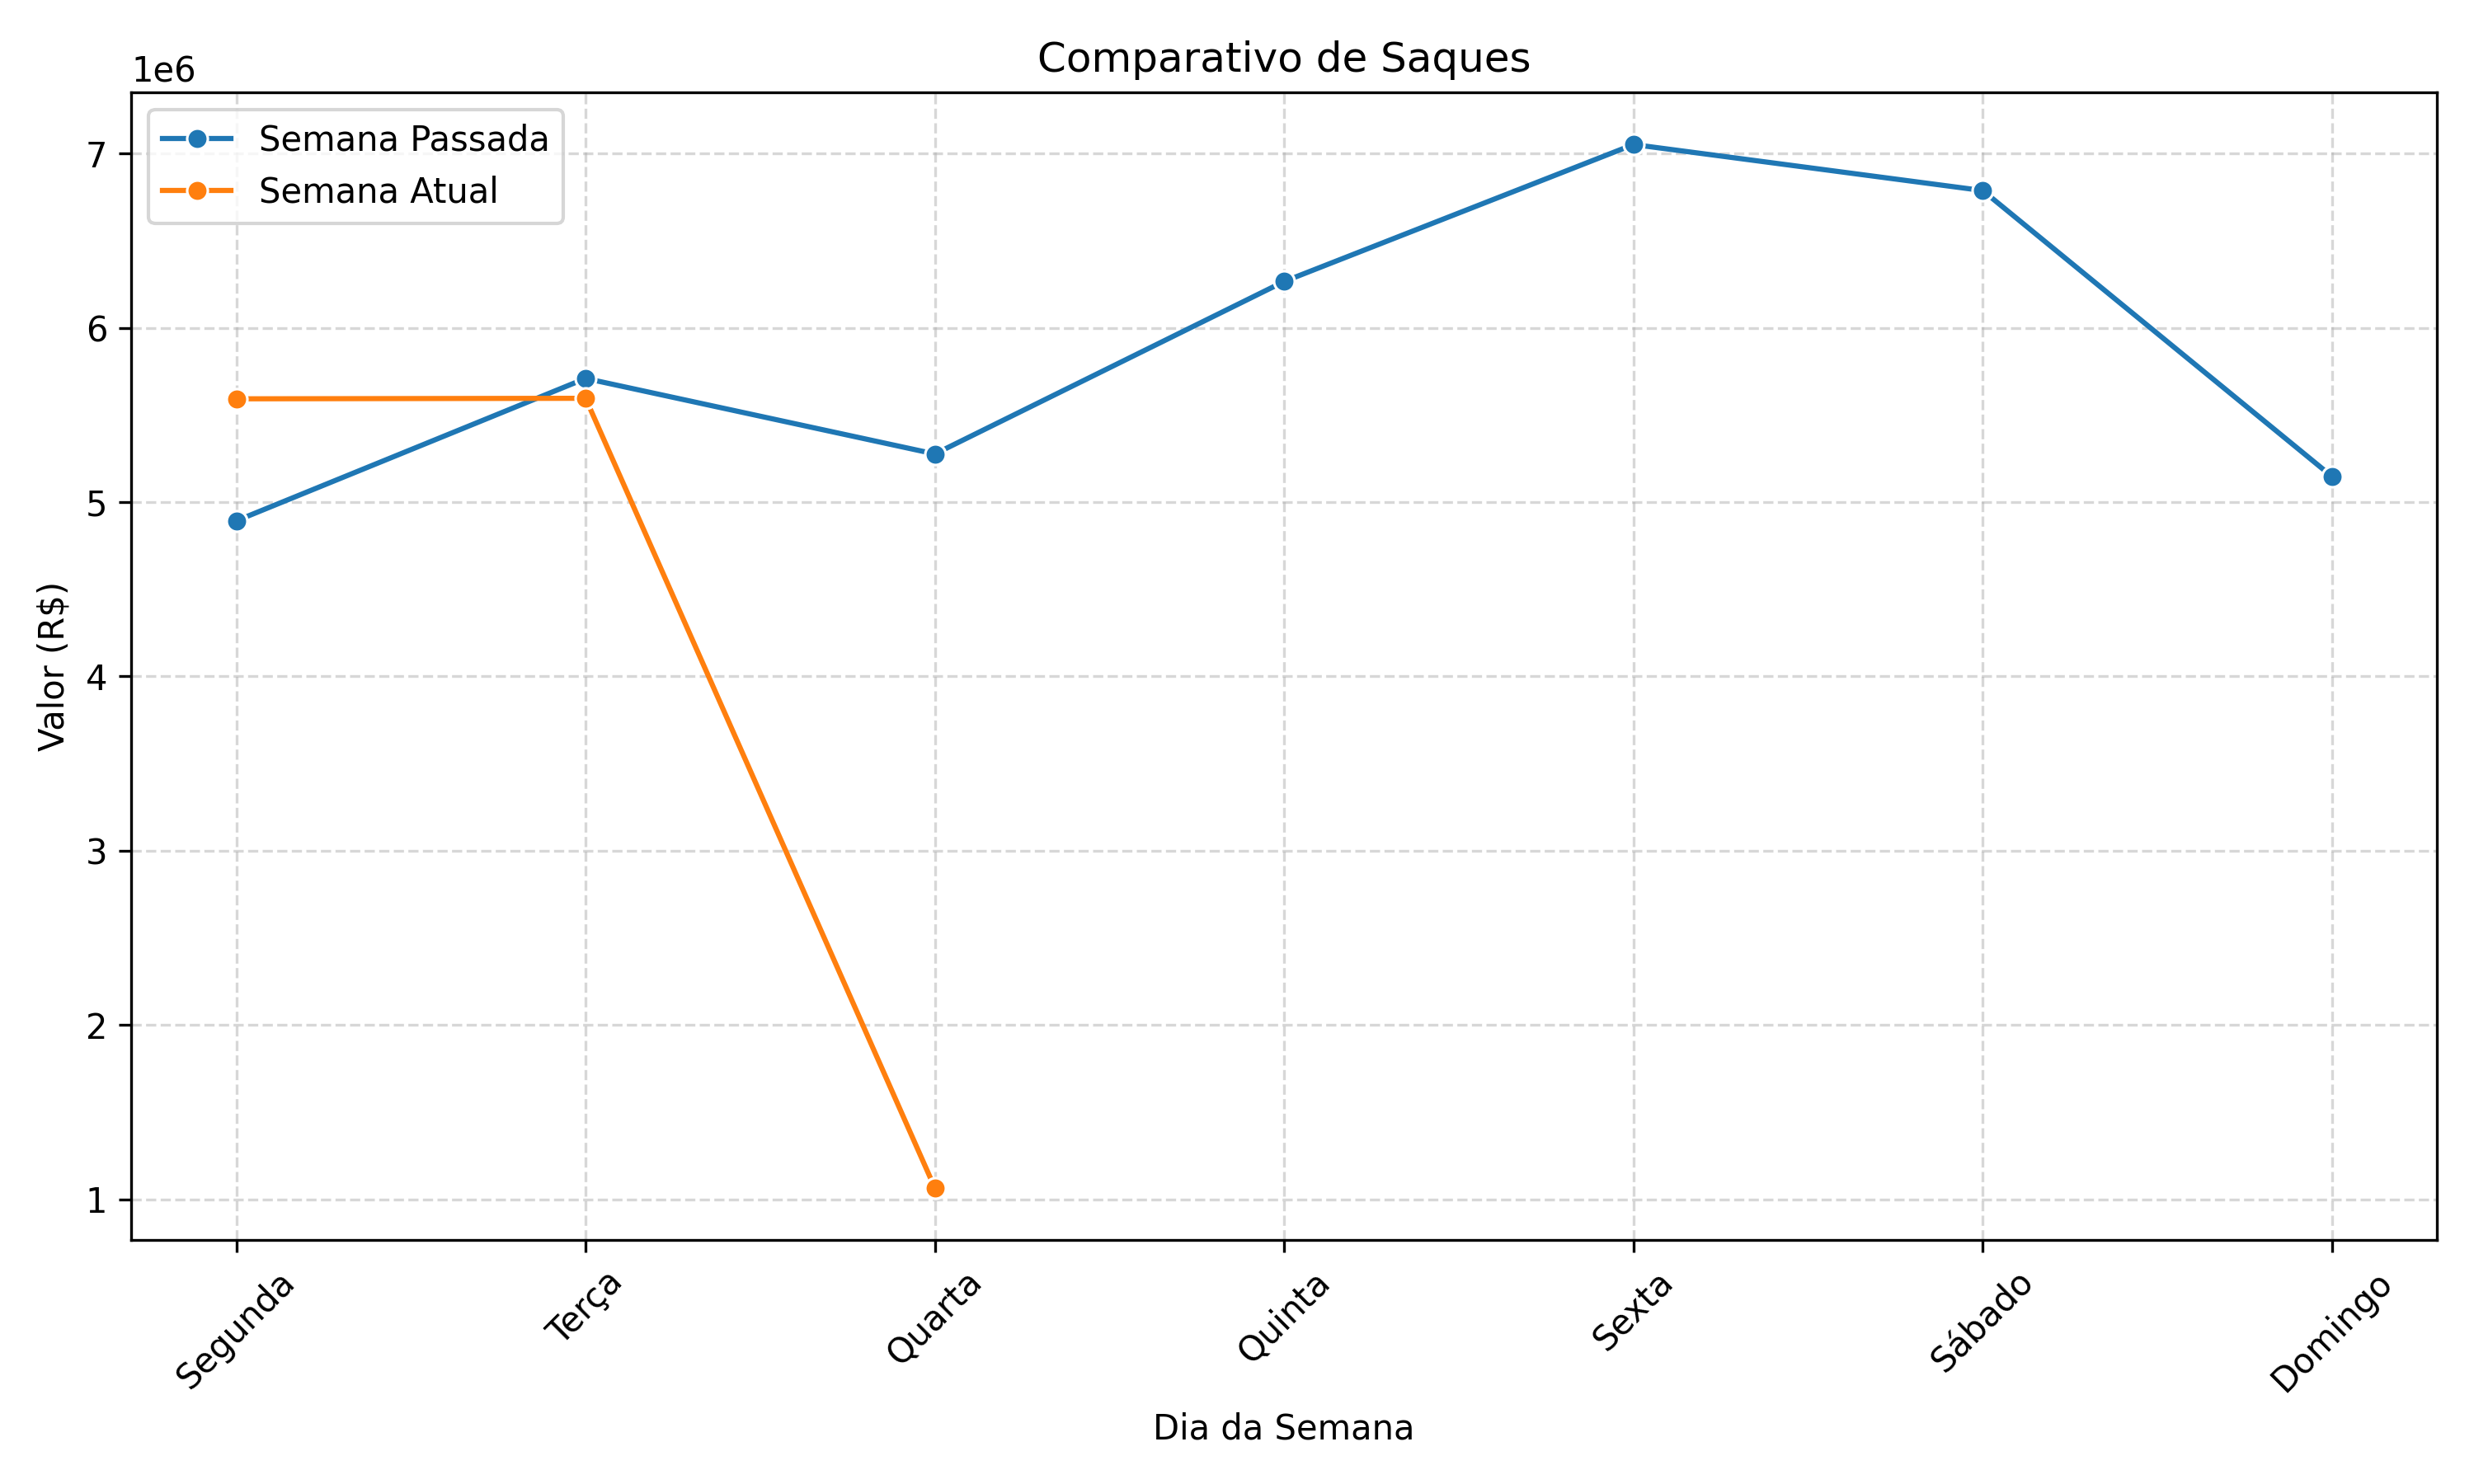 Comparativo de Saques
1e6
Semana Passada
Semana Atual
7
6
5
4
3
2
1
Valor (R$)
Segunda
Terça
Quarta
Quinta
Sexta
Sábado
Domingo
Dia da Semana